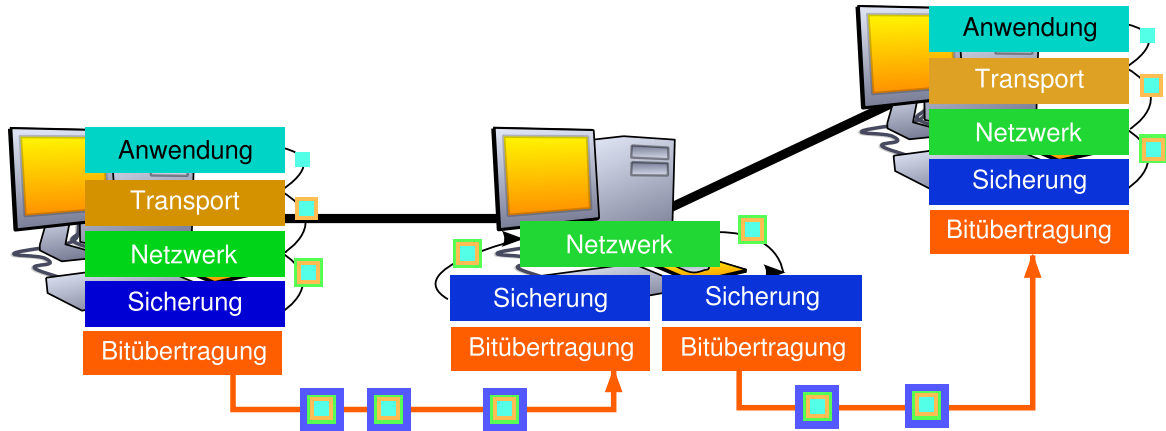 Anwendung
Transport
Netzwerk
Sicherung
Bitübertragung
Netzwerk
Sicherung
Sicherung
Bitübertragung
Bitübertragung
Anwendung
Transport
Netzwerk
Sicherung
Bitübertragung